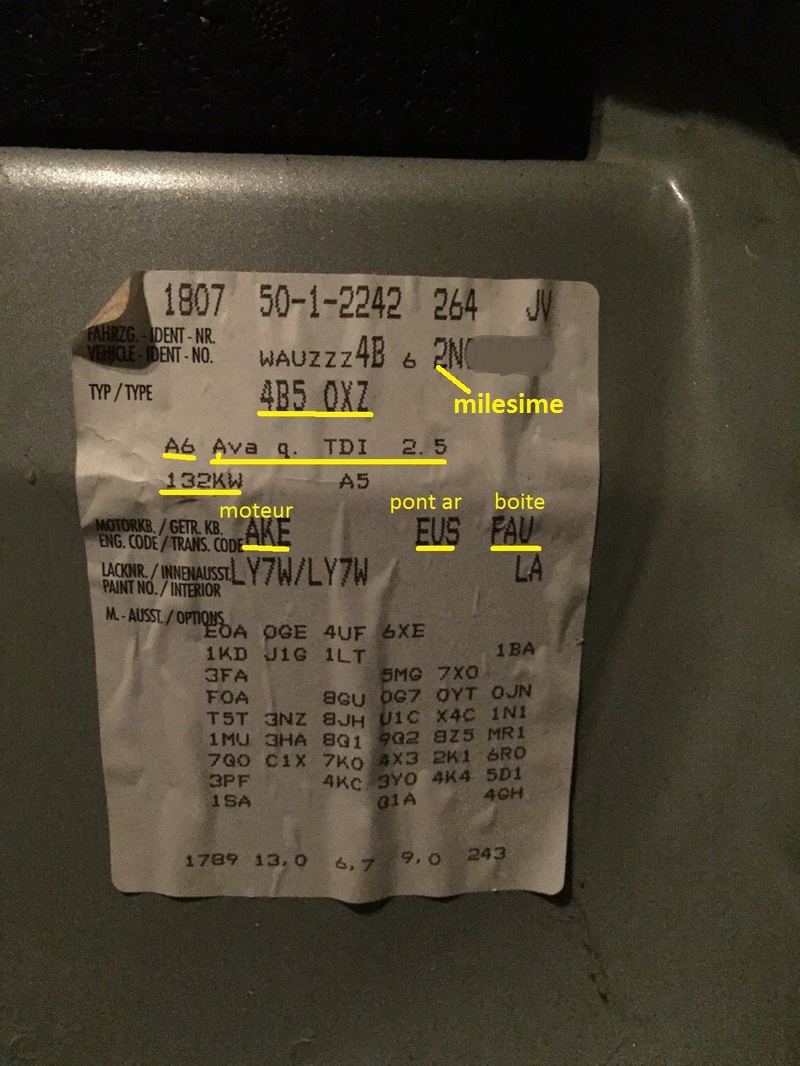 1807 50-1-2242 264 JV
FAHRZG.-IDENT-NR.
VEHICLE-IDENT-NO. WAUZZZ4B 6 2N
milesime
TYP / TYPE 4B5 0XZ
A6 Ava q. TDI 2.5
132KW A5
moteur pont ar boite
MOTORKB. / GETR. KB.
ENG. CODE / TRANS. CODE AKE EUS FAU
LACKNR. / INNENAUSST. LY7W/LY7W LA
PAINT NO. / INTERIOR
M. - AUSST. / OPTIONS
E0A 0GE 4UF 6XE
1KD J1G 1LT 1BA
3FA 5MG 7X0
F0A 8GU 0G7 0YT 0JN
T5T 3NZ 8JH U1C X4C 1N1
1MU 3HA 8Q1 9Q2 8Z5 MR1
7G0 C1X 7K0 4X3 2K1 6R0
3PF 4KC 3Y0 4K4 5D1
1SA Q1A 4GH
1789 13,0 6,7 9,0 243